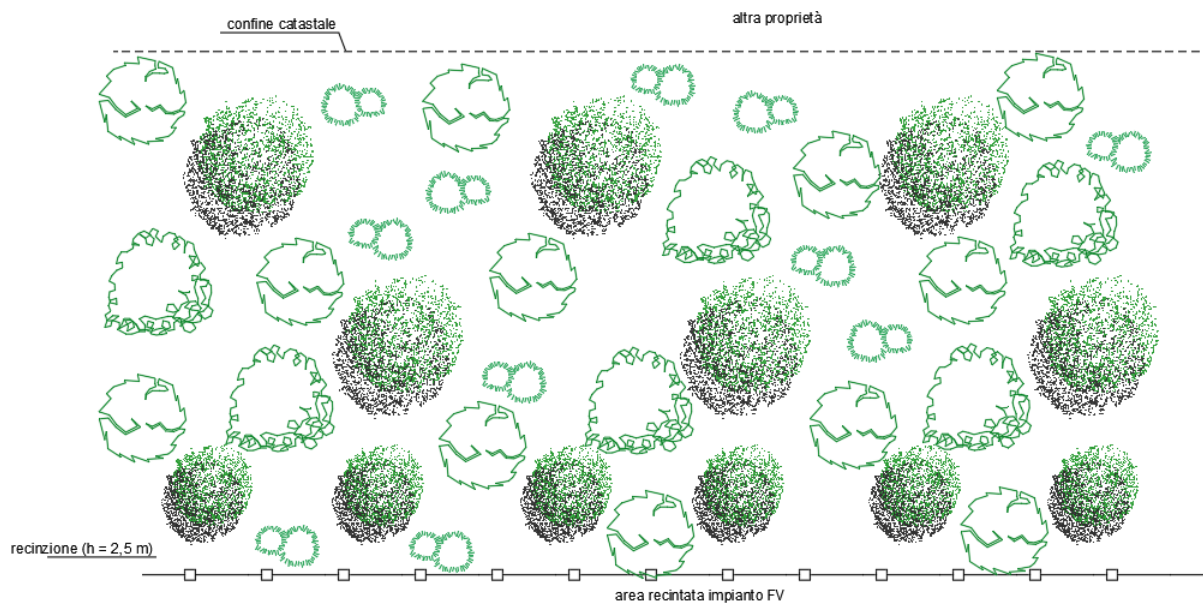 altra proprietà
confine catastale
recinzione (h = 2,5 m)
area recintata impianto FV